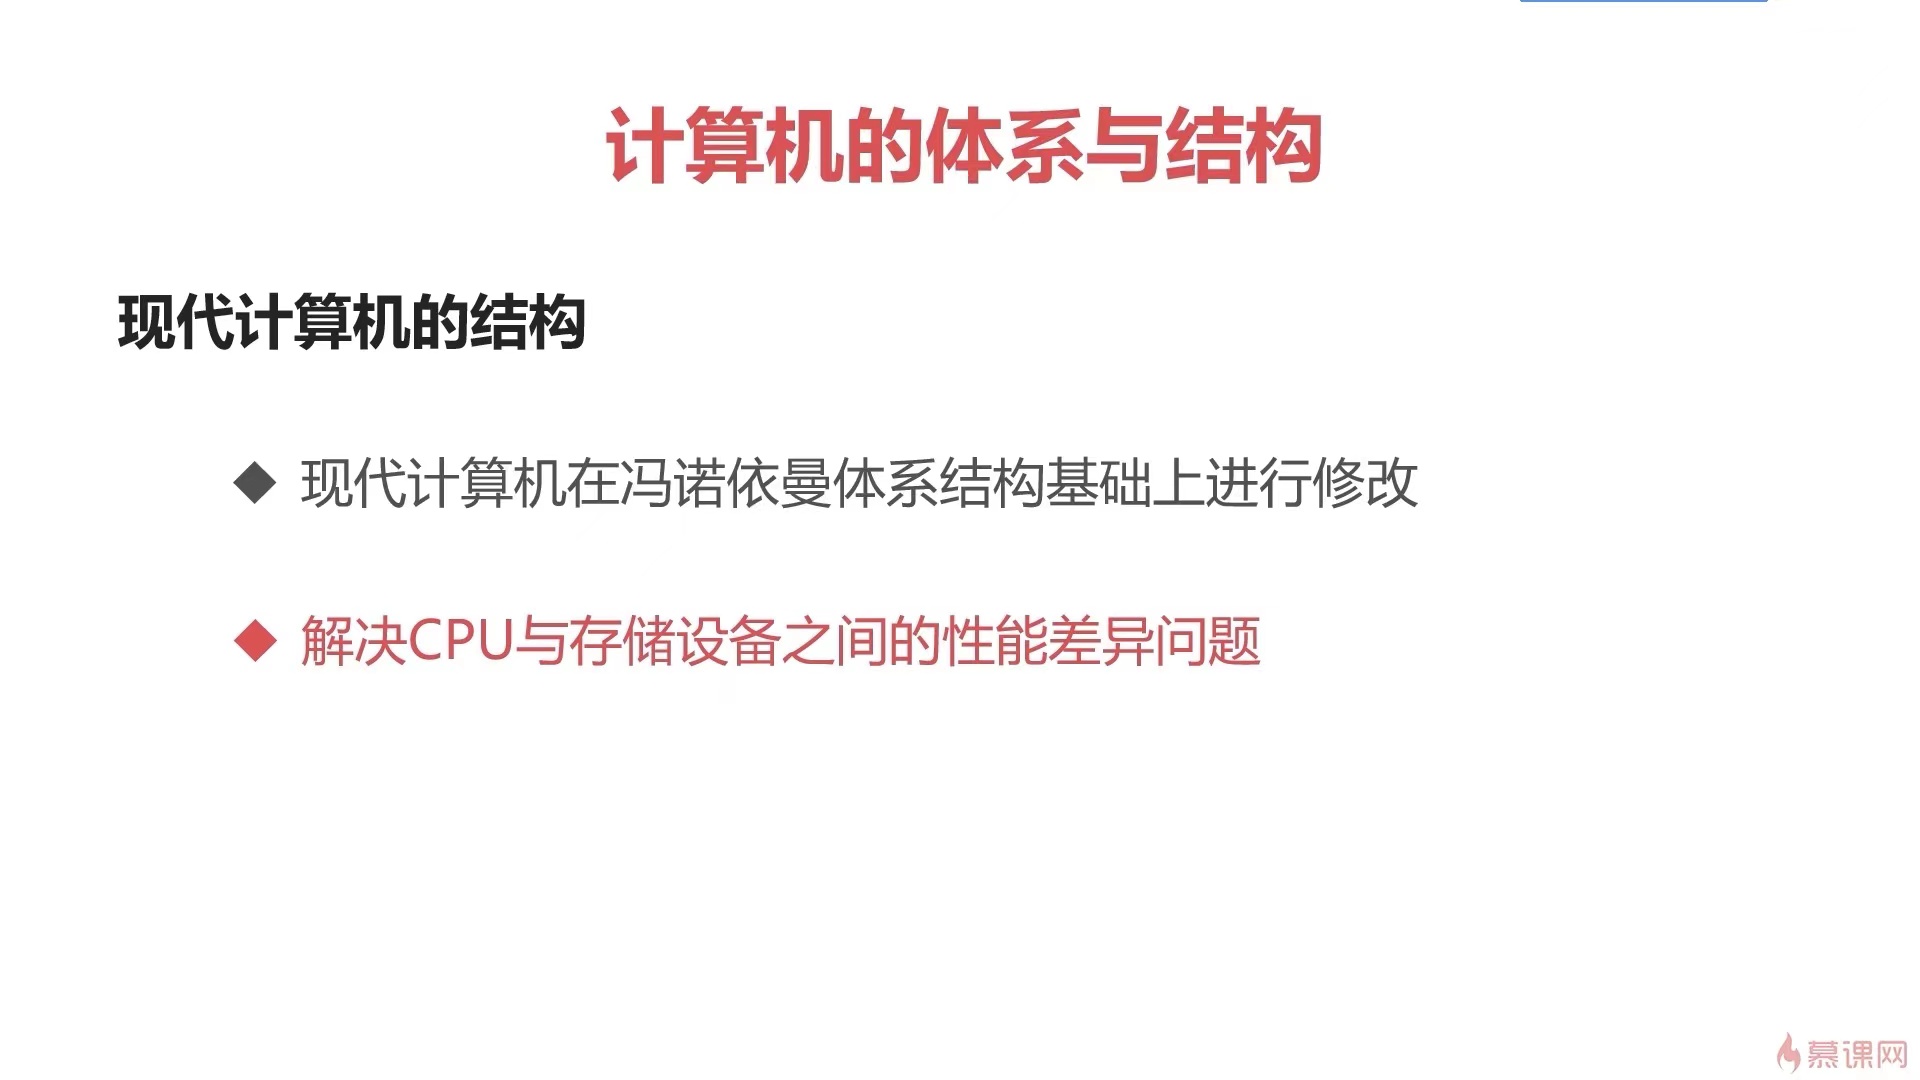 计算机的体系与结构
现代计算机的结构
◆ 现代计算机在冯诺依曼体系结构基础上进行修改
◆ 解决CPU与存储设备之间的性能差异问题
慕课网